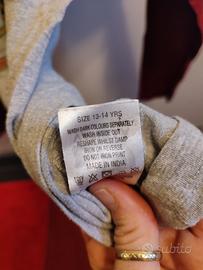 SIZE 13-14 YRS
WASH DARK COLOURS SEPARATELY
WASH INSIDE OUT
RESHAPE WHILST DAMP
IRON ON REVERSE
DO NOT IRON PRINT
MADE IN INDIA
subito